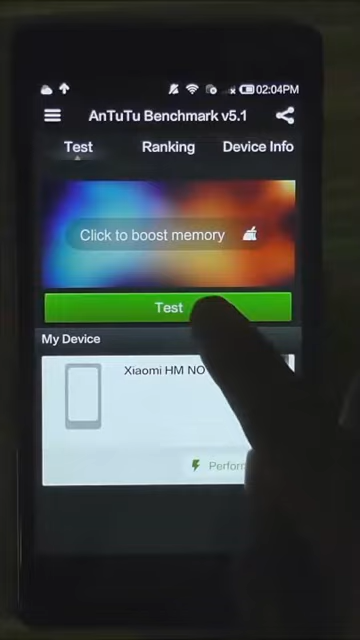 02:04PM
AnTuTu Benchmark v5.1
Test Ranking Device Info
Click to boost memory
Test
My Device
Xiaomi HM NO
Perform